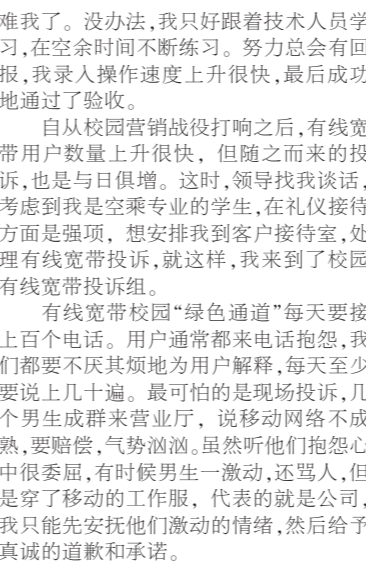 难我了。没办法,我只好跟着技术人员学
习,在空余时间不断练习。努力总会有回
报,我录入操作速度上升很快,最后成功
地通过了验收。
自从校园营销战役打响之后,有线宽
带用户数量上升很快，但随之而来的投
诉,也是与日俱增。这时,领导找我谈话,
考虑到我是空乘专业的学生,在礼仪接待
方面是强项，想安排我到客户接待室,处
理有线宽带投诉,就这样,我来到了校园
有线宽带投诉组。
有线宽带校园“绿色通道”每天要接
上百个电话。用户通常都来电话抱怨,我
们都要不厌其烦地为用户解释,每天至少
要说上几十遍。最可怕的是现场投诉,几
个男生成群来营业厅，说移动网络不成
熟,要赔偿,气势汹汹。虽然听他们抱怨心
中很委屈,有时候男生一激动,还骂人,但
是穿了移动的工作服，代表的就是公司,
我只能先安抚他们激动的情绪,然后给予
真诚的道歉和承诺。